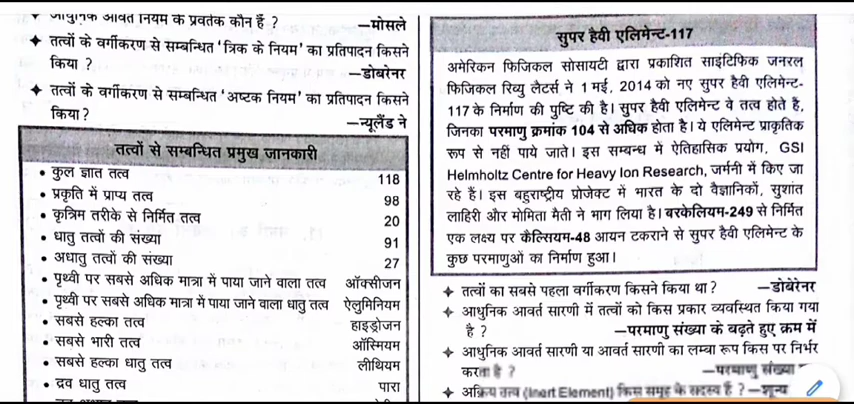 आधुनिक आवर्त नियम के प्रवर्तक कौन हैं ? —मोसले
✦ तत्वों के वर्गीकरण से सम्बन्धित ‘त्रिक के नियम’ का प्रतिपादन किसने
किया ? —डोबरेनर
✦ तत्वों के वर्गीकरण से सम्बन्धित ‘अष्टक नियम’ का प्रतिपादन किसने
किया? —न्यूलैंड ने
तत्वों से सम्बन्धित प्रमुख जानकारी
• कुल ज्ञात तत्व 118
• प्रकृति में प्राप्य तत्व 98
• कृत्रिम तरीके से निर्मित तत्व 20
• धातु तत्वों की संख्या 91
• अधातु तत्वों की संख्या 27
• पृथ्वी पर सबसे अधिक मात्रा में पाया जाने वाला तत्व ऑक्सीजन
• पृथ्वी पर सबसे अधिक मात्रा में पाया जाने वाला धातु तत्व ऐलुमिनियम
• सबसे हल्का तत्व हाइड्रोजन
• सबसे भारी तत्व ऑस्मियम
• सबसे हल्का धातु तत्व लीथियम
• द्रव धातु तत्व पारा
सुपर हैवी एलिमेन्ट-117
अमेरिकन फिजिकल सोसायटी द्वारा प्रकाशित साइंटिफिक जनरल
फिजिकल रिव्यु लैटर्स ने 1 मई, 2014 को नए सुपर हैवी एलिमेन्ट-
117 के निर्माण की पुष्टि की है। सुपर हैवी एलिमेन्ट वे तत्व होते हैं,
जिनका परमाणु क्रमांक 104 से अधिक होता है। ये एलिमेन्ट प्राकृतिक
रूप से नहीं पाये जाते। इस सम्बन्ध में ऐतिहासिक प्रयोग, GSI
Helmholtz Centre for Heavy Ion Research, जर्मनी में किए जा
रहे हैं। इस बहुराष्ट्रीय प्रोजेक्ट में भारत के दो वैज्ञानिकों, सुशांत
लाहिरी और मोमिता मैती ने भाग लिया है। बरकेलियम-249 से निर्मित
एक लक्ष्य पर कैल्सियम-48 आयन टकराने से सुपर हैवी एलिमेन्ट के
कुछ परमाणुओं का निर्माण हुआ।
✦ तत्वों का सबसे पहला वर्गीकरण किसने किया था ? —डोबेरेनर
✦ आधुनिक आवर्त सारणी में तत्वों को किस प्रकार व्यवस्थित किया गया
है ? —परमाणु संख्या के बढ़ते हुए क्रम में
✦ आधुनिक आवर्त सारणी या आवर्त सारणी का लम्बा रूप किस पर निर्भर
करता है ? —परमाणु संख्या
✦ अक्रिय तत्व (Inert Element) किस समूह के सदस्य हैं ? —शून्य